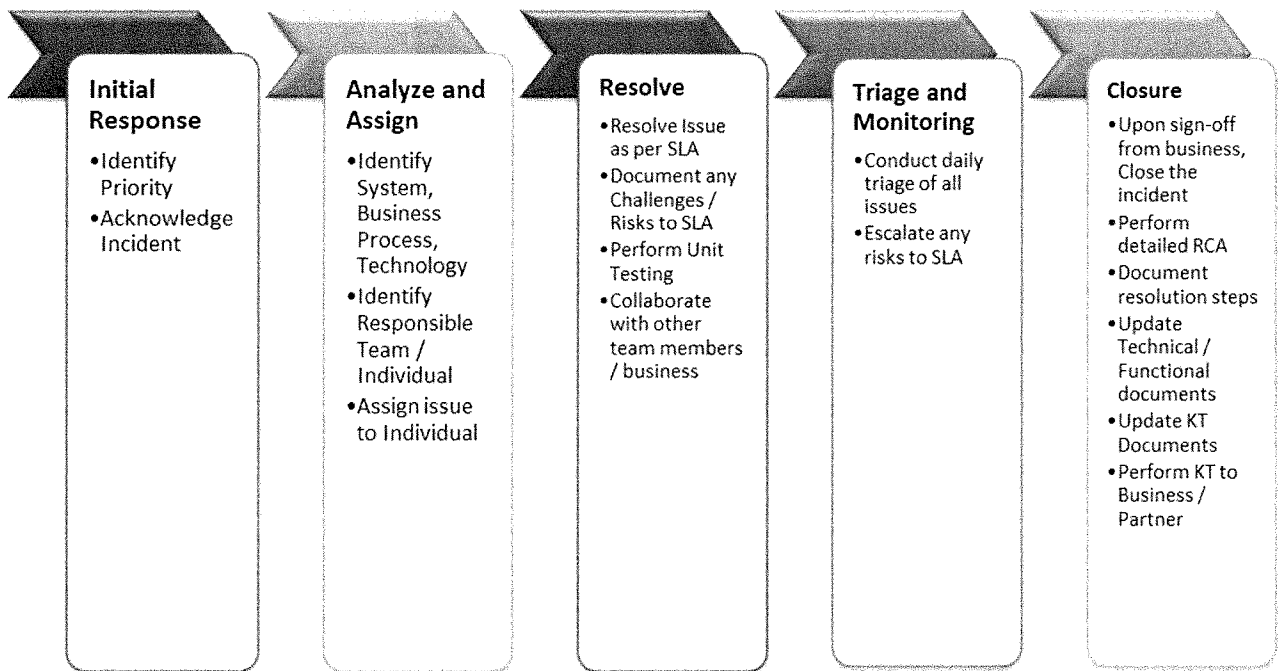 Initial
Response
•Identify
Priority
•Acknowledge
Incident
Analyze and
Assign
•Identify
System,
Business
Process,
Technology
•Identify
Responsible
Team /
Individual
•Assign issue
to Individual
Resolve
•Resolve Issue
as per SLA
•Document any
Challenges /
Risks to SLA
•Perform Unit
Testing
•Collaborate
with other
team members
/ business
Triage and
Monitoring
•Conduct daily
triage of all
issues
•Escalate any
risks to SLA
Closure
•Upon sign-off
from business,
Close the
incident
•Perform
detailed RCA
•Document
resolution steps
•Update
Technical /
Functional
documents
•Update KT
Documents
•Perform KT to
Business /
Partner